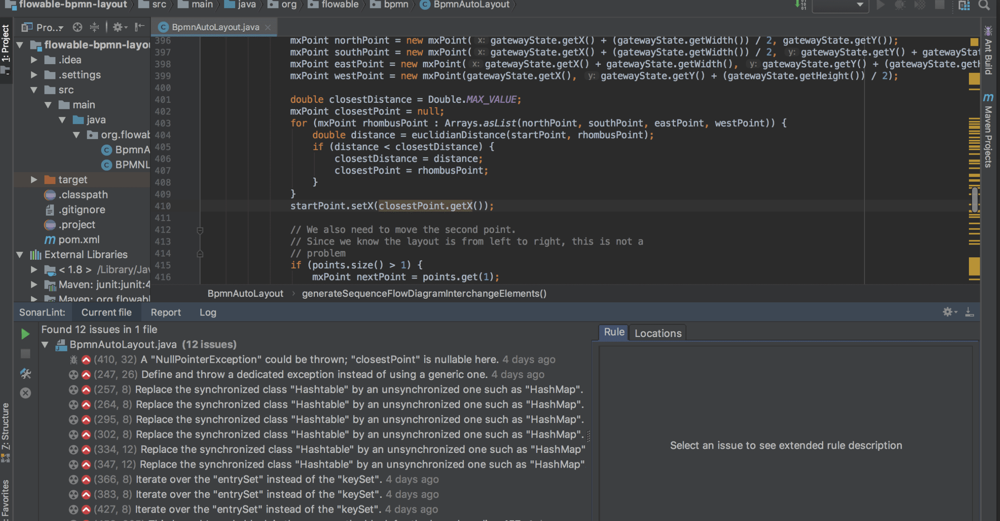 flowable-bpmn-layout src main java org flowable bpmn BpmnAutoLayout
1: Project
Pro...
BpmnAutoLayout.java
flowable-bpmn-layou
.idea
.settings
src
main
java
org.flowab
BpmnA
BPMNL
target
.classpath
.gitignore
.project
pom.xml
External Libraries
< 1.8 > /Library/Jav
Maven: junit:junit:4
Maven: org.flowabl
396 mxPoint northPoint = new mxPoint( x: gatewayState.getX() + (gatewayState.getWidth()) / 2, gatewayState.getY());
397 mxPoint southPoint = new mxPoint( x: gatewayState.getX() + (gatewayState.getWidth()) / 2, y: gatewayState.getY() + gatewayStat
398 mxPoint eastPoint = new mxPoint( x: gatewayState.getX() + gatewayState.getWidth(), y: gatewayState.getY() + (gatewayState.getH
399 mxPoint westPoint = new mxPoint(gatewayState.getX(), y: gatewayState.getY() + (gatewayState.getHeight()) / 2);
400
401 double closestDistance = Double.MAX_VALUE;
402 mxPoint closestPoint = null;
403 for (mxPoint rhombusPoint : Arrays.asList(northPoint, southPoint, eastPoint, westPoint)) {
404 double distance = euclidianDistance(startPoint, rhombusPoint);
405 if (distance < closestDistance) {
406 closestDistance = distance;
407 closestPoint = rhombusPoint;
408 }
409 }
410 startPoint.setX(closestPoint.getX());
411
412 // We also need to move the second point.
413 // Since we know the layout is from left to right, this is not a
414 // problem
415 if (points.size() > 1) {
416 mxPoint nextPoint = points.get(1);
BpmnAutoLayout generateSequenceFlowDiagramInterchangeElements()
Ant Build
Maven Projects
SonarLint: Current file Report Log
Found 12 issues in 1 file
BpmnAutoLayout.java (12 issues)
(410, 32) A "NullPointerException" could be thrown; "closestPoint" is nullable here. 4 days ago
(247, 26) Define and throw a dedicated exception instead of using a generic one. 4 days ago
(257, 8) Replace the synchronized class "Hashtable" by an unsynchronized one such as "HashMap".
(264, 8) Replace the synchronized class "Hashtable" by an unsynchronized one such as "HashMap".
(295, 8) Replace the synchronized class "Hashtable" by an unsynchronized one such as "HashMap".
(302, 8) Replace the synchronized class "Hashtable" by an unsynchronized one such as "HashMap".
(334, 12) Replace the synchronized class "Hashtable" by an unsynchronized one such as "HashMap"
(347, 12) Replace the synchronized class "Hashtable" by an unsynchronized one such as "HashMap"
(366, 8) Iterate over the "entrySet" instead of the "keySet". 4 days ago
(383, 8) Iterate over the "entrySet" instead of the "keySet". 4 days ago
(427, 8) Iterate over the "entrySet" instead of the "keySet". 4 days ago
Rule Locations
Select an issue to see extended rule description
Z: Structure
: Favorites